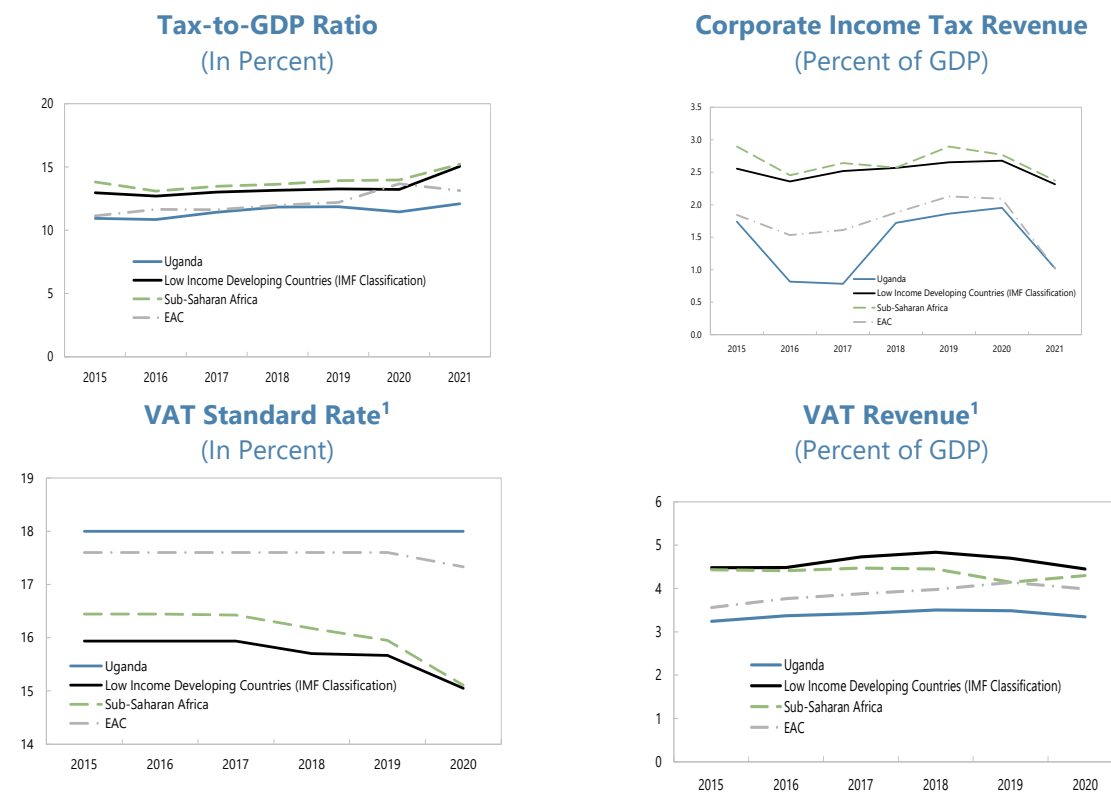 Tax-to-GDP Ratio
(In Percent)
20
15
10
5
0
Uganda
Low Income Developing Countries (IMF Classification)
Sub-Saharan Africa
EAC
2015 2016 2017 2018 2019 2020 2021
Corporate Income Tax Revenue
(Percent of GDP)
3.5
3.0
2.5
2.0
1.5
1.0
0.5
0.0
Uganda
Low Income Developing Countries (IMF Classification)
Sub-Saharan Africa
EAC
2015 2016 2017 2018 2019 2020 2021
VAT Standard Rate¹
(In Percent)
19
18
17
16
15
14
Uganda
Low Income Developing Countries (IMF Classification)
Sub-Saharan Africa
EAC
2015 2016 2017 2018 2019 2020
VAT Revenue¹
(Percent of GDP)
6
5
4
3
2
1
0
Uganda
Low Income Developing Countries (IMF Classification)
Sub-Saharan Africa
EAC
2015 2016 2017 2018 2019 2020